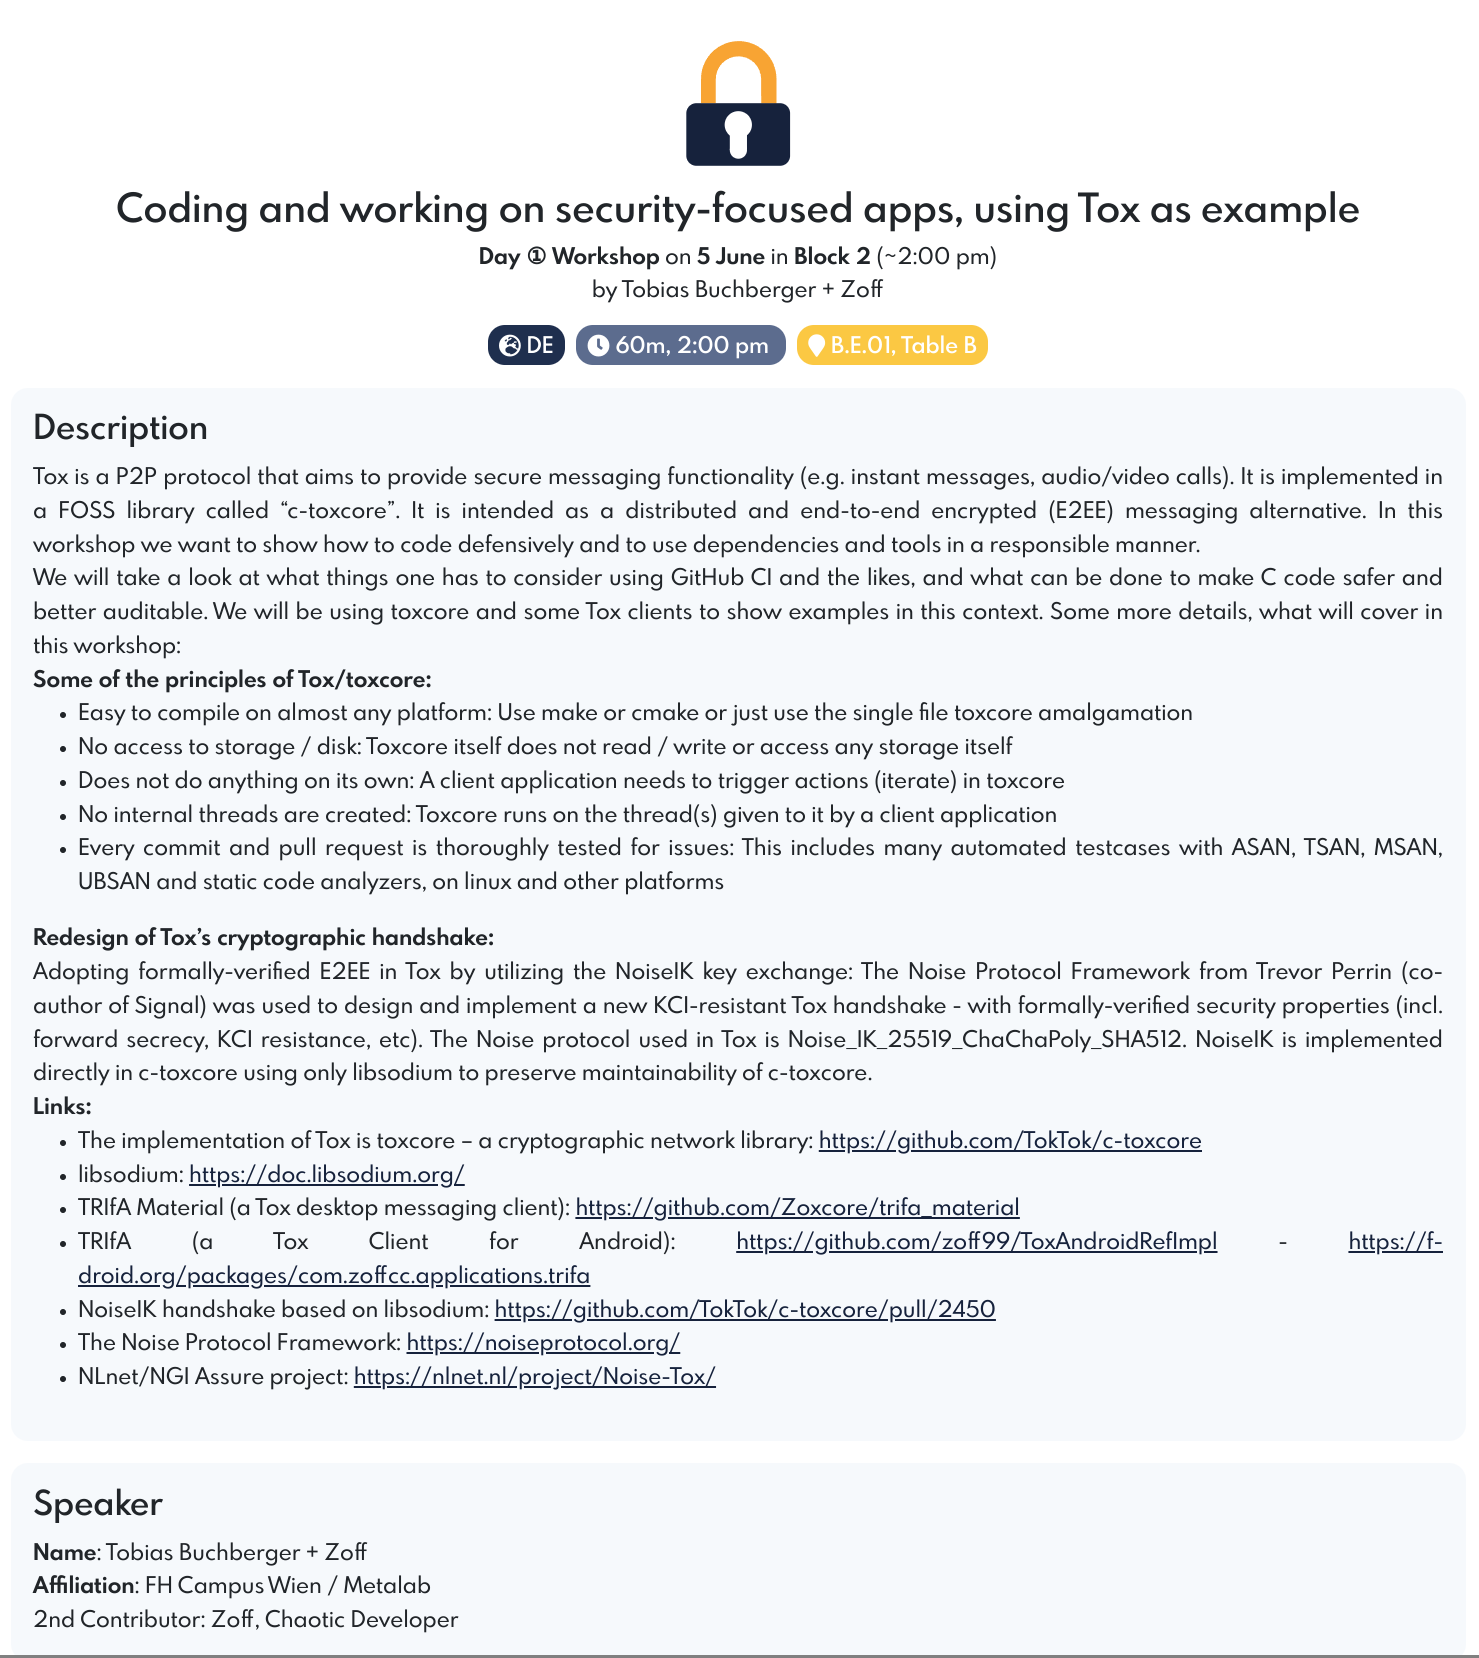 Coding and working on security-focused apps, using Tox as example
Day ① Workshop on 5 June in Block 2 (~2:00 pm)
by Tobias Buchberger + Zoff
DE 60m, 2:00 pm B.E.01, Table B
Description
Tox is a P2P protocol that aims to provide secure messaging functionality (e.g. instant messages, audio/video calls). It is implemented in
a FOSS library called “c-toxcore”. It is intended as a distributed and end-to-end encrypted (E2EE) messaging alternative. In this
workshop we want to show how to code defensively and to use dependencies and tools in a responsible manner.
We will take a look at what things one has to consider using GitHub CI and the likes, and what can be done to make C code safer and
better auditable. We will be using toxcore and some Tox clients to show examples in this context. Some more details, what will cover in
this workshop:
Some of the principles of Tox/toxcore:
• Easy to compile on almost any platform: Use make or cmake or just use the single file toxcore amalgamation
• No access to storage / disk: Toxcore itself does not read / write or access any storage itself
• Does not do anything on its own: A client application needs to trigger actions (iterate) in toxcore
• No internal threads are created: Toxcore runs on the thread(s) given to it by a client application
• Every commit and pull request is thoroughly tested for issues: This includes many automated testcases with ASAN, TSAN, MSAN,
UBSAN and static code analyzers, on linux and other platforms
Redesign of Tox’s cryptographic handshake:
Adopting formally-verified E2EE in Tox by utilizing the NoiseIK key exchange: The Noise Protocol Framework from Trevor Perrin (co-
author of Signal) was used to design and implement a new KCI-resistant Tox handshake - with formally-verified security properties (incl.
forward secrecy, KCI resistance, etc). The Noise protocol used in Tox is Noise_IK_25519_ChaChaPoly_SHA512. NoiseIK is implemented
directly in c-toxcore using only libsodium to preserve maintainability of c-toxcore.
Links:
• The implementation of Tox is toxcore – a cryptographic network library: https://github.com/TokTok/c-toxcore
• libsodium: https://doc.libsodium.org/
• TRIfA Material (a Tox desktop messaging client): https://github.com/Zoxcore/trifa_material
• TRIfA (a Tox Client for Android): https://github.com/zoff99/ToxAndroidRefImpl - https://f-
droid.org/packages/com.zoffcc.applications.trifa
• NoiseIK handshake based on libsodium: https://github.com/TokTok/c-toxcore/pull/2450
• The Noise Protocol Framework: https://noiseprotocol.org/
• NLnet/NGI Assure project: https://nlnet.nl/project/Noise-Tox/
Speaker
Name: Tobias Buchberger + Zoff
Affiliation: FH Campus Wien / Metalab
2nd Contributor: Zoff, Chaotic Developer